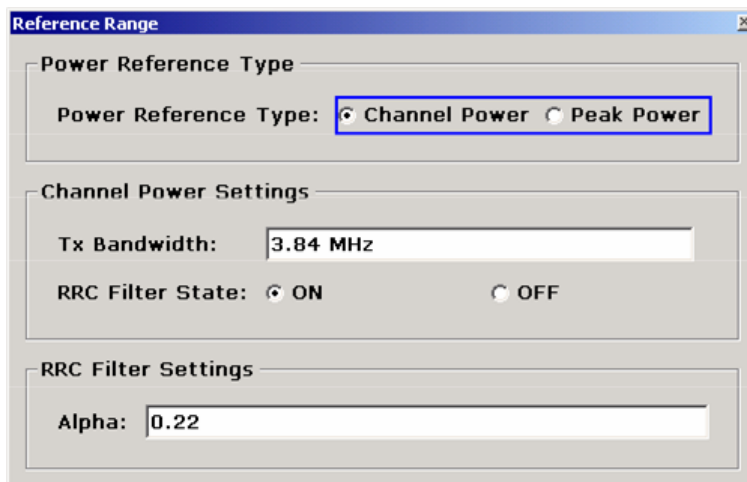 Reference Range
Power Reference Type
Power Reference Type: Channel Power Peak Power
Channel Power Settings
Tx Bandwidth: 3.84 MHz
RRC Filter State: ON OFF
RRC Filter Settings
Alpha: 0.22